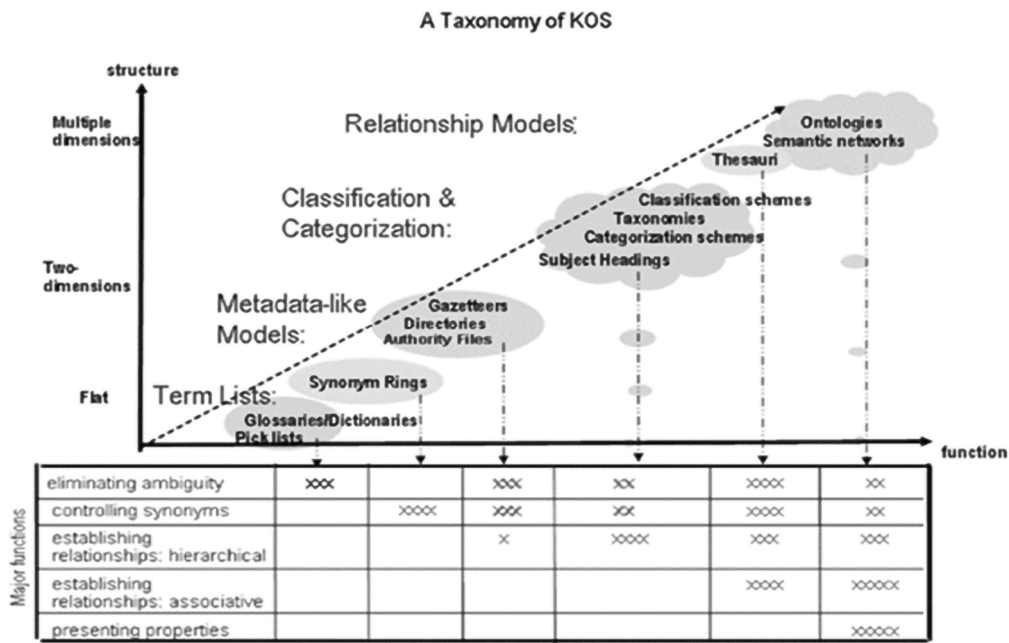 A Taxonomy of KOS
structure
Multiple
dimensions
Two-
dimensions
Flat
Relationship Models:
Classification &
Categorization:
Metadata-like
Models:
Term Lists:
Ontologies
Semantic networks
Thesauri
Classification schemes
Taxonomies
Categorization schemes
Subject Headings
Gazetteers
Directories
Authority Files
Synonym Rings
Glossaries/Dictionaries
Pick lists
function
Major functions
eliminating ambiguity xxx xxx xx xxxx xx
controlling synonyms xxxx xxx xx xxxx xx
establishing
relationships: hierarchical x xxxx xxx xxx
establishing
relationships: associative xxxx xxxxx
presenting properties xxxxx